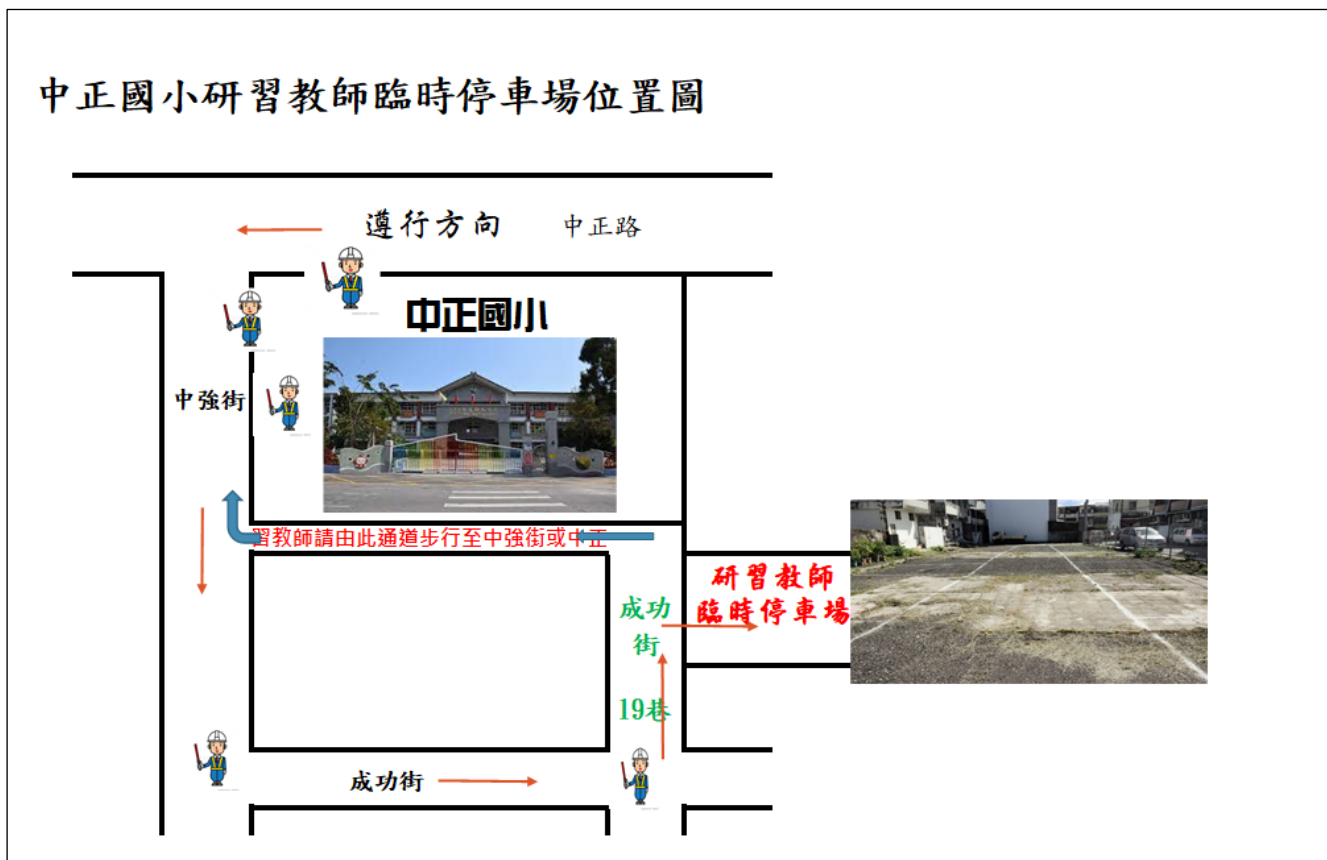 中正國小研習教師臨時停車場位置圖
遵行方向
中正路
中正國小
中強街
習教師請由此通道步行至中強街或中正
研習教師
臨時停車場
成功
街
19巷
成功街